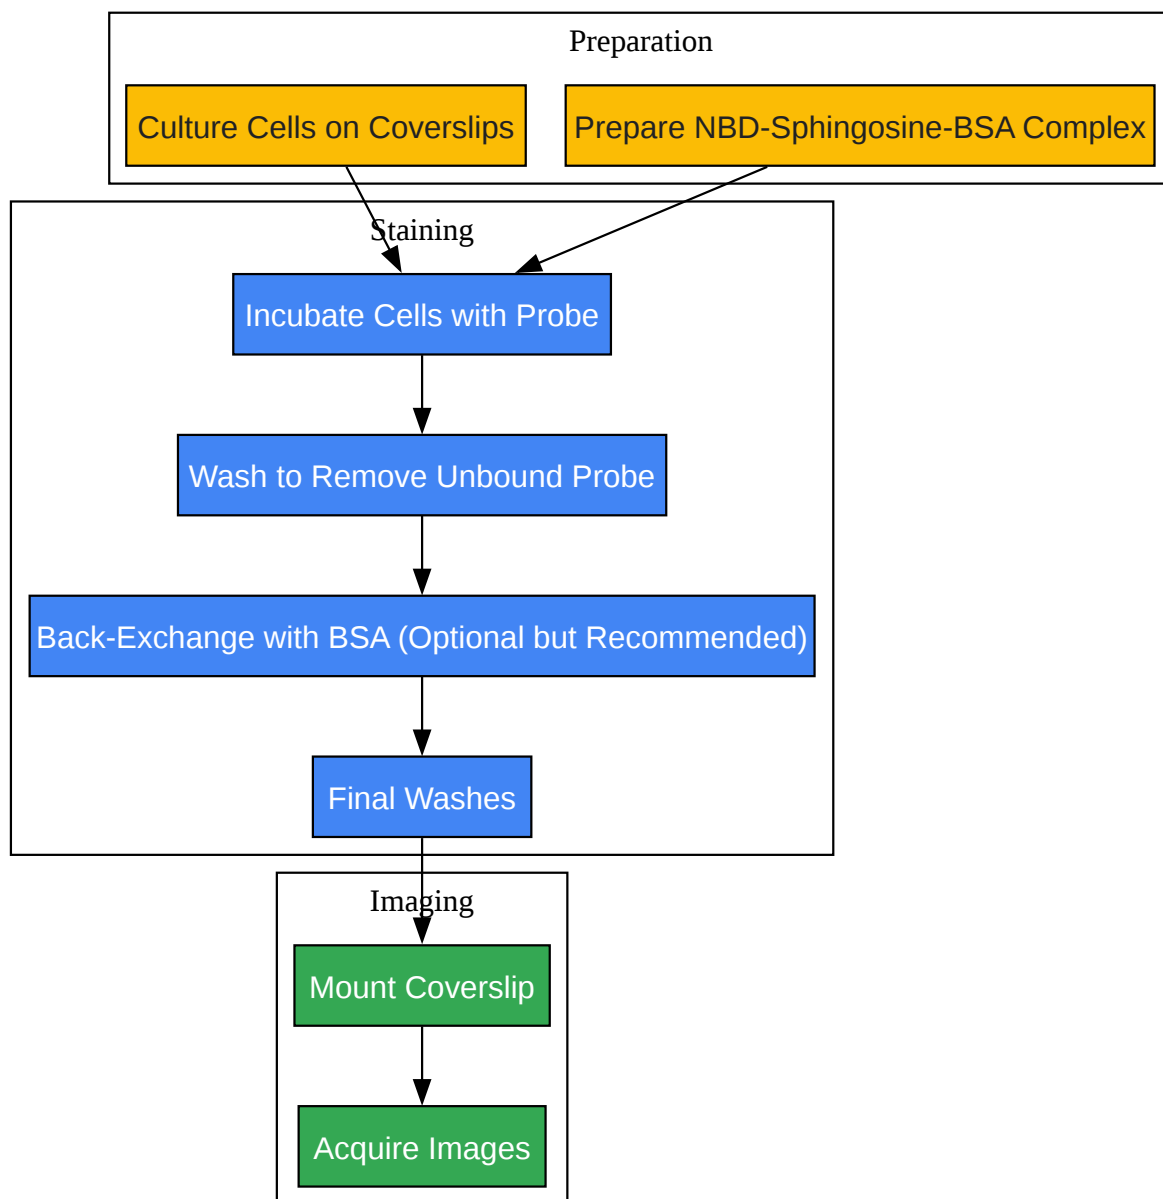 Preparation
Culture Cells on Coverslips
Prepare NBD-Sphingosine-BSA Complex
Staining
Incubate Cells with Probe
Wash to Remove Unbound Probe
Back-Exchange with BSA (Optional but Recommended)
Final Washes
Imaging
Mount Coverslip
Acquire Images